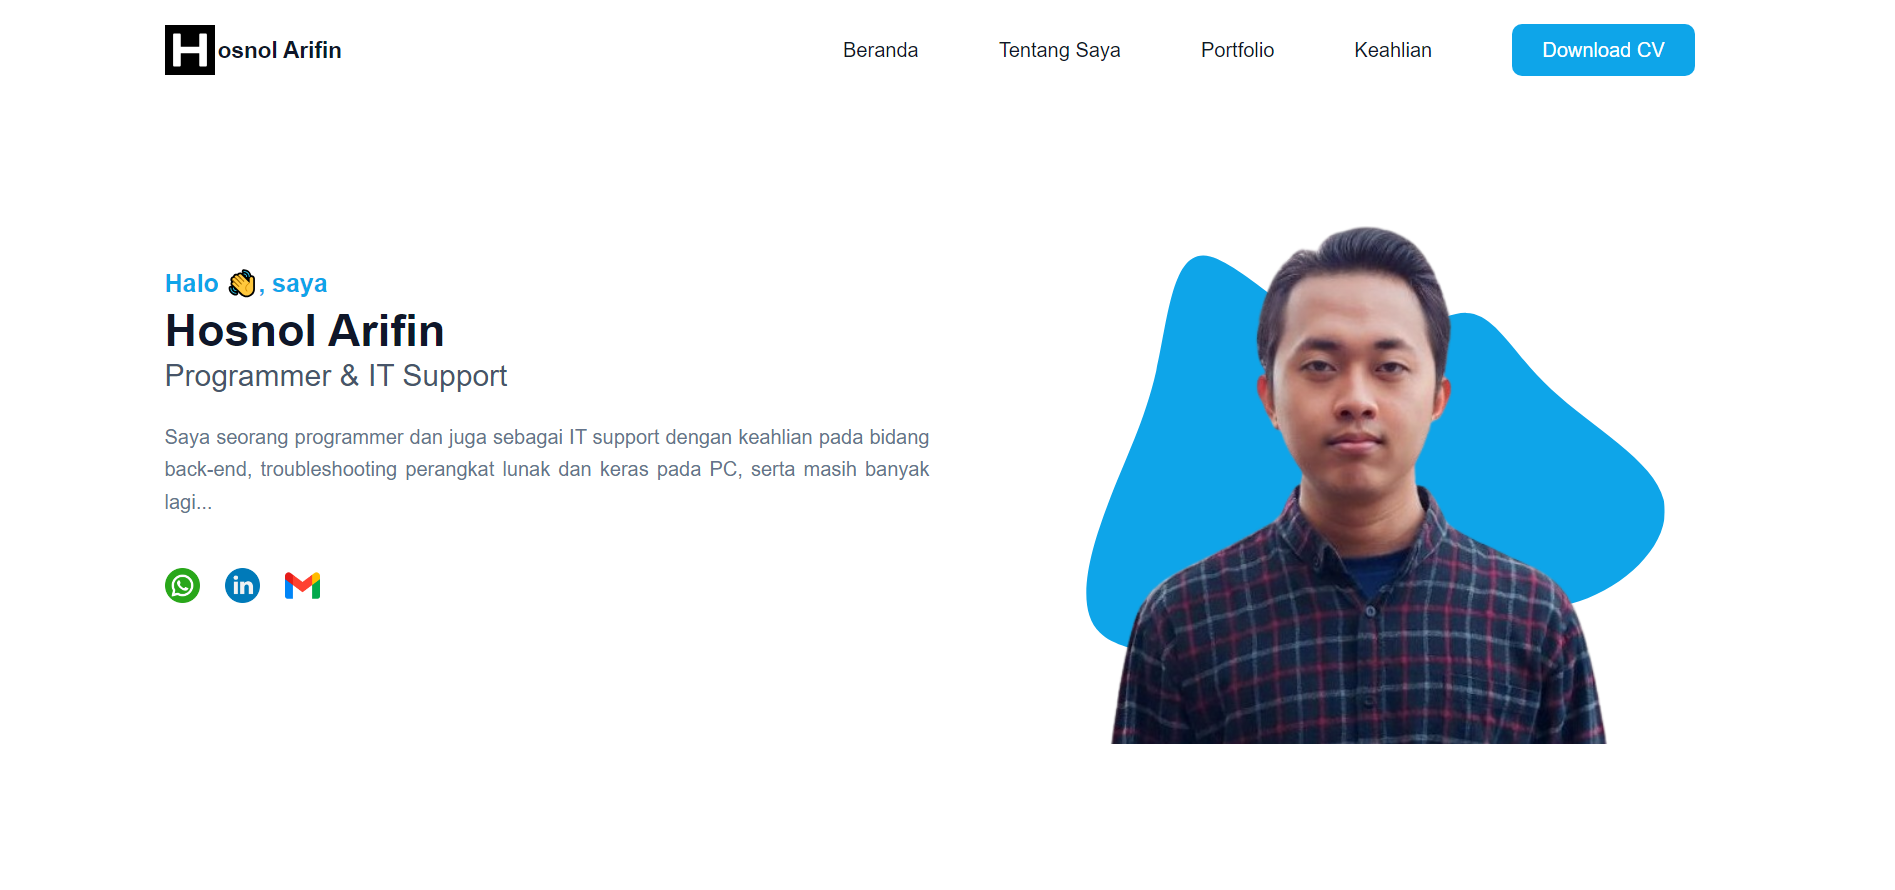 Hosnol Arifin
Beranda
Tentang Saya
Portfolio
Keahlian
Download CV
Halo 👋, saya
Hosnol Arifin
Programmer & IT Support
Saya seorang programmer dan juga sebagai IT support dengan keahlian pada bidang
back-end, troubleshooting perangkat lunak dan keras pada PC, serta masih banyak
lagi...
in